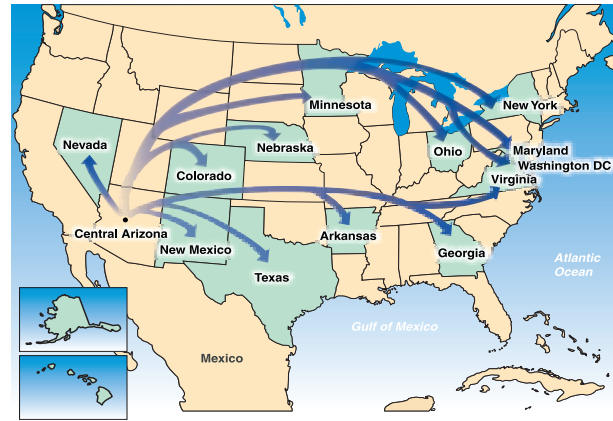 Minnesota
New York
Nevada
Nebraska
Ohio
Maryland
Washington DC
Colorado
Virginia
Central Arizona
Arkansas
New Mexico
Georgia
Texas
Atlantic
Ocean
Gulf of Mexico
Mexico